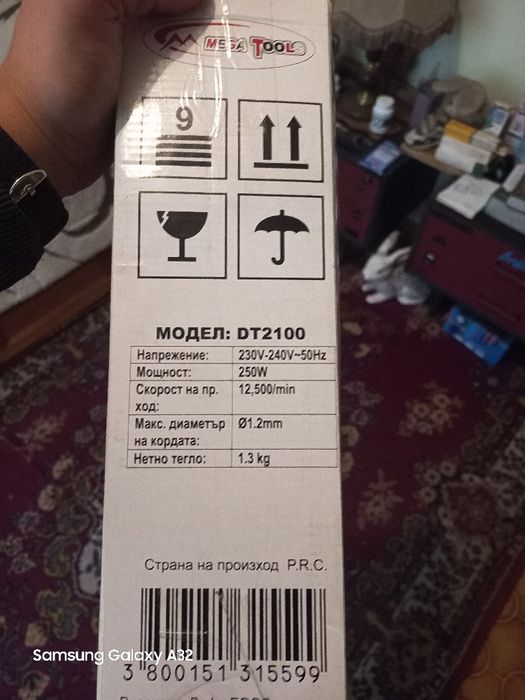 MEGA TOOLS
9
МОДЕЛ: DT2100
Напрежение: 230V-240V~50Hz
Мощност: 250W
Скорост на пр. 12,500/min
ход:
Макс. диаметър Ø1.2mm
на кордата:
Нетно тегло: 1.3 kg
Страна на произход P.R.C.
Samsung Galaxy A32
3 800151 315599